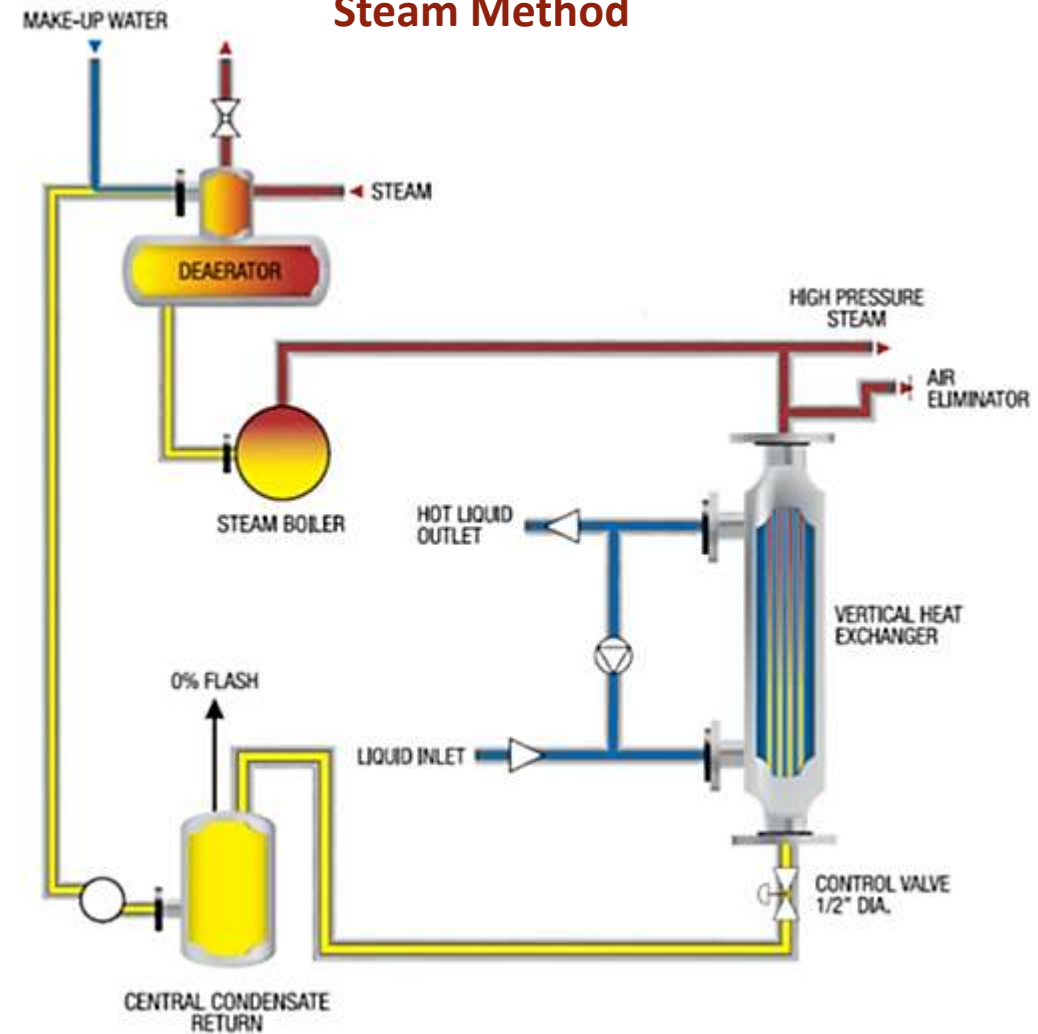 Steam Method
MAKE-UP WATER
STEAM
DEAERATOR
HIGH PRESSURE
STEAM
AIR
ELIMINATOR
STEAM BOILER
HOT LIQUID
OUTLET
VERTICAL HEAT
EXCHANGER
0% FLASH
LIQUID INLET
CONTROL VALVE
1/2" DIA.
CENTRAL CONDENSATE
RETURN